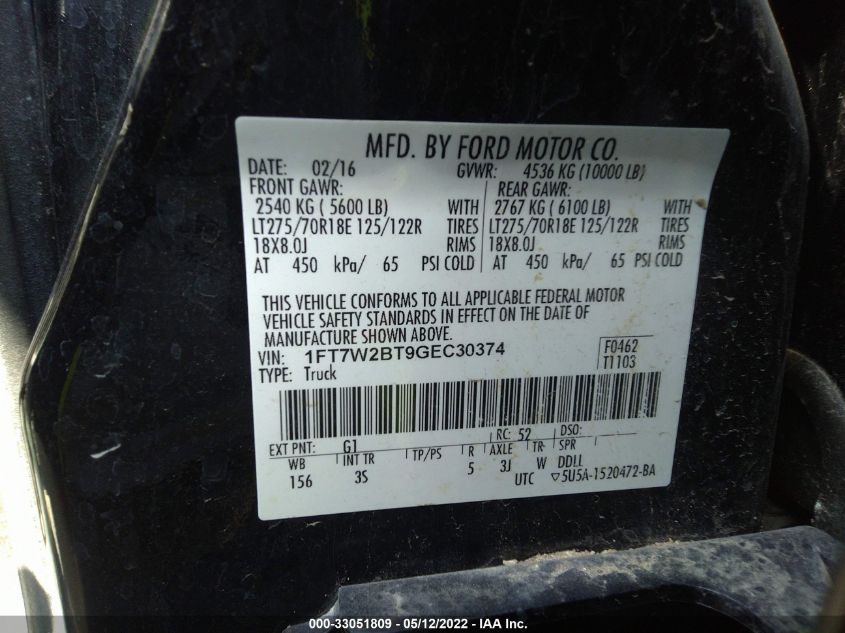 MFD. BY FORD MOTOR CO.
DATE: 02/16 GVWR: 4536 KG (10000 LB)
FRONT GAWR: REAR GAWR:
2540 KG ( 5600 LB) WITH 2767 KG ( 6100 LB) WITH
LT275/70R18E 125/122R TIRES LT275/70R18E 125/122R TIRES
18X8.0J RIMS 18X8.0J RIMS
AT 450 kPa/ 65 PSI COLD AT 450 kPa/ 65 PSI COLD
THIS VEHICLE CONFORMS TO ALL APPLICABLE FEDERAL MOTOR
VEHICLE SAFETY STANDARDS IN EFFECT ON THE DATE OF
MANUFACTURE SHOWN ABOVE.
VIN: 1FT7W2BT9GEC30374 F0462
TYPE: Truck T1103
EXT PNT: G1 RC: 52 DSO:
WB INT TR TP/PS R AXLE TR SPR
156 3S 5 3J W DDLL
UTC ▽5U5A-1520472-BA
000-33051809 - 05/12/2022 - IAA Inc.